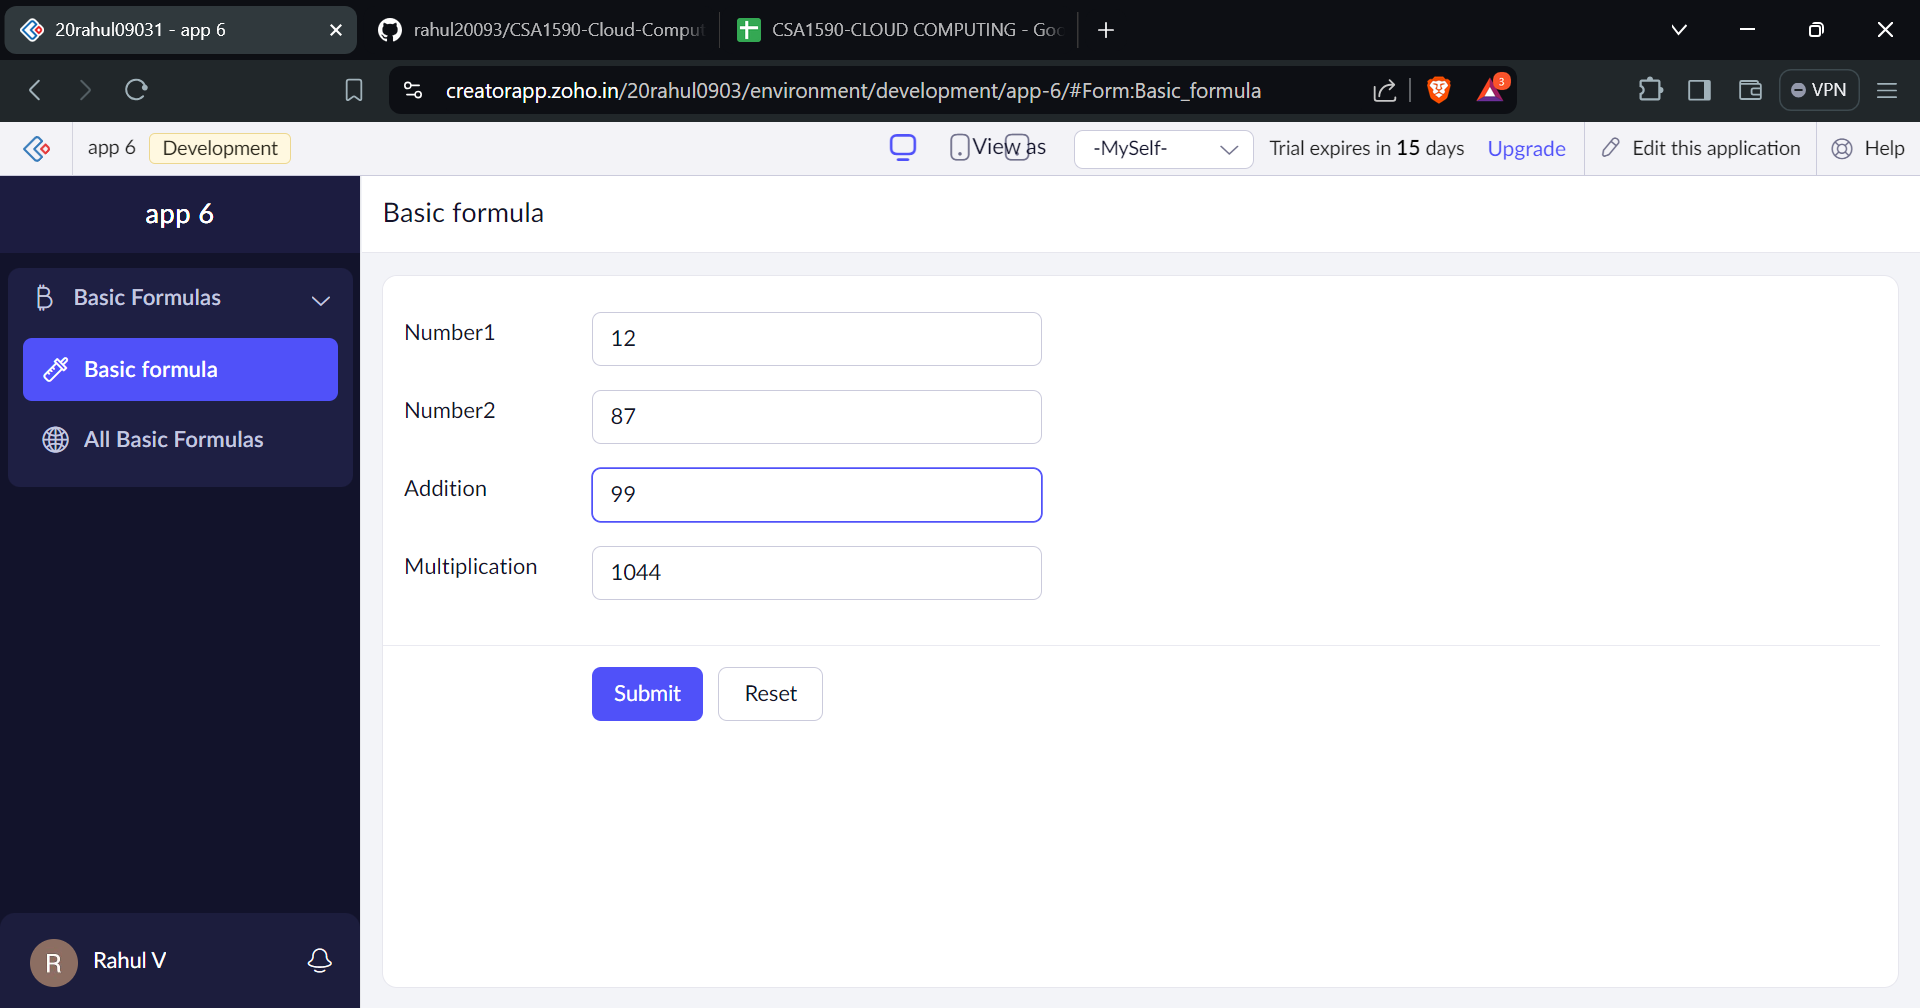 20rahul09031 - app 6
rahul20093/CSA1590-Cloud-Comput
CSA1590-CLOUD COMPUTING - Goo
creatorapp.zoho.in/20rahul0903/environment/development/app-6/#Form:Basic_formula
3
VPN
app 6
Development
View as
-MySelf-
Trial expires in 15 days
Upgrade
Edit this application
Help
app 6
Basic formula
Basic Formulas
Basic formula
All Basic Formulas
Number1
12
Number2
87
Addition
99
Multiplication
1044
Submit
Reset
R
Rahul V